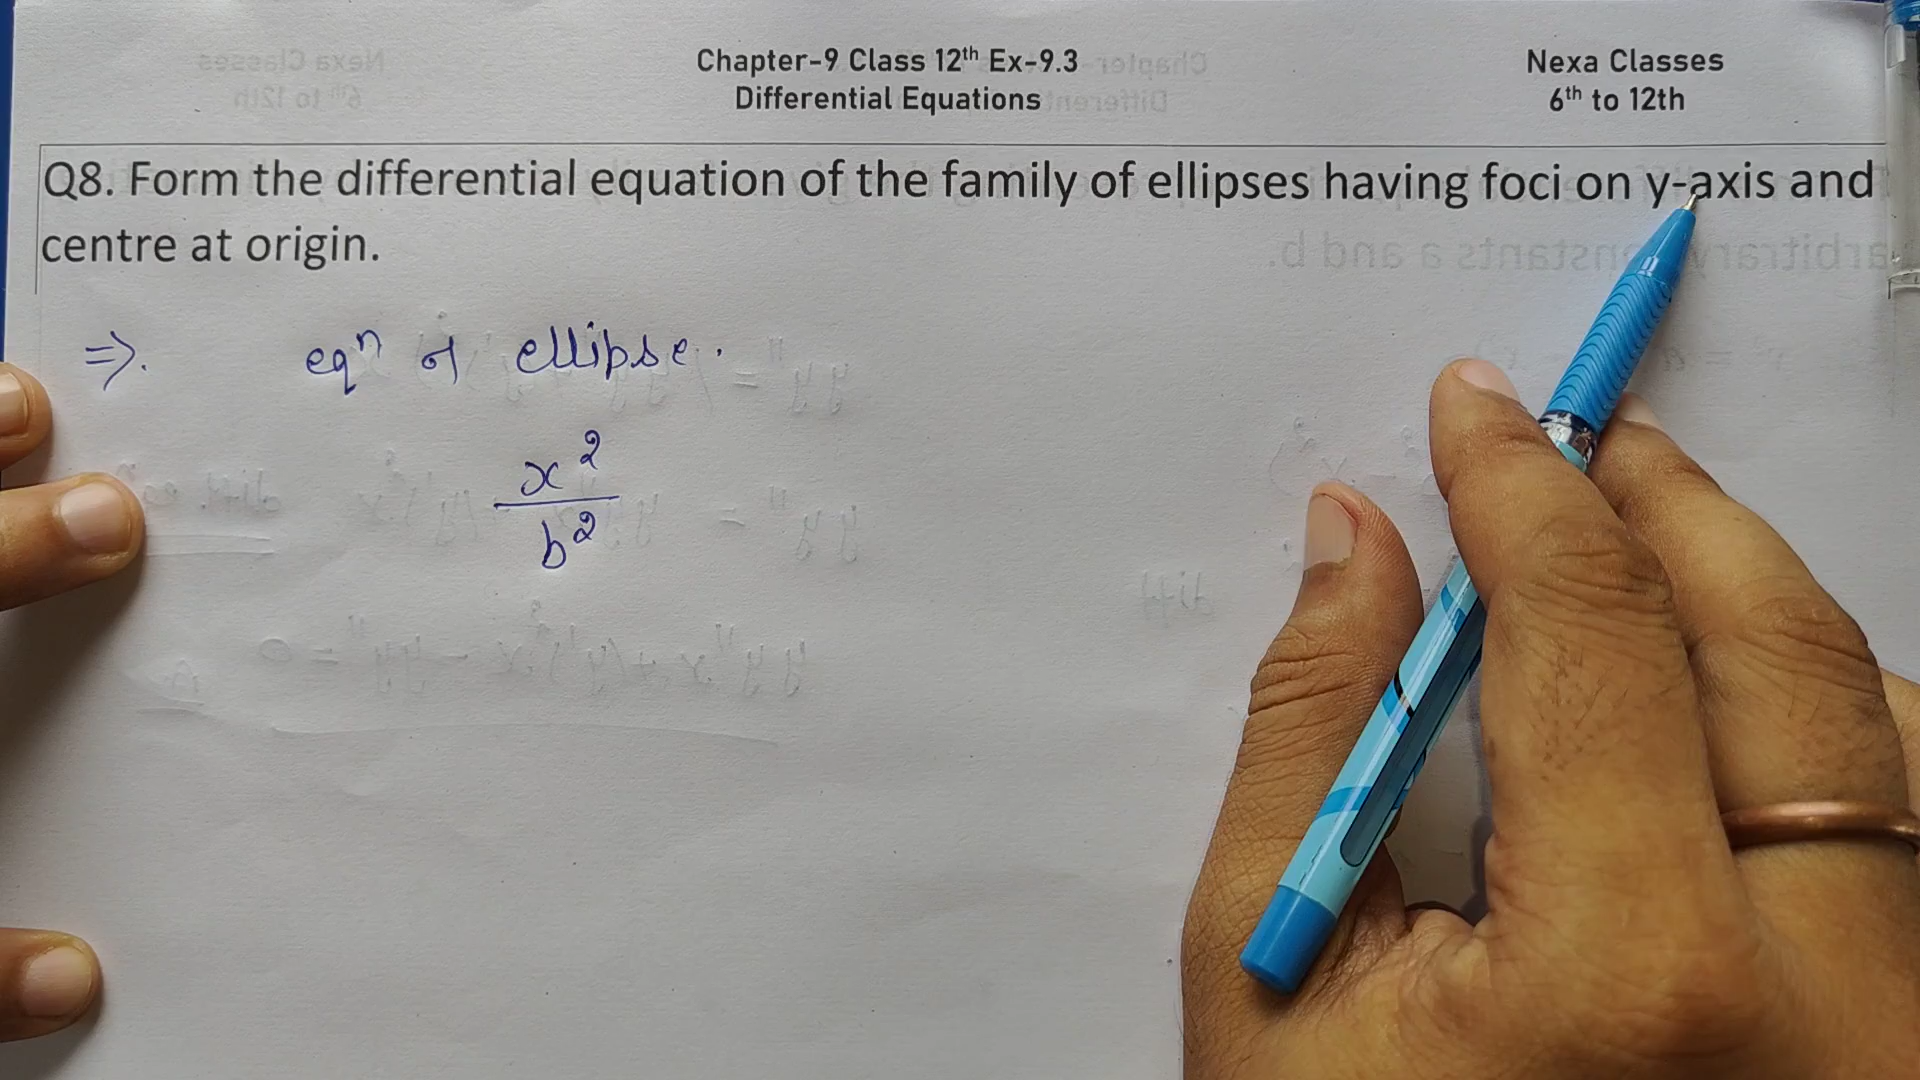 Chapter-9 Class 12th Ex-9.3
Differential Equations
Nexa Classes
6th to 12th
Q8. Form the differential equation of the family of ellipses having foci on y-axis and
centre at origin.
⇒. eqⁿ of ellipse.
x²
b²